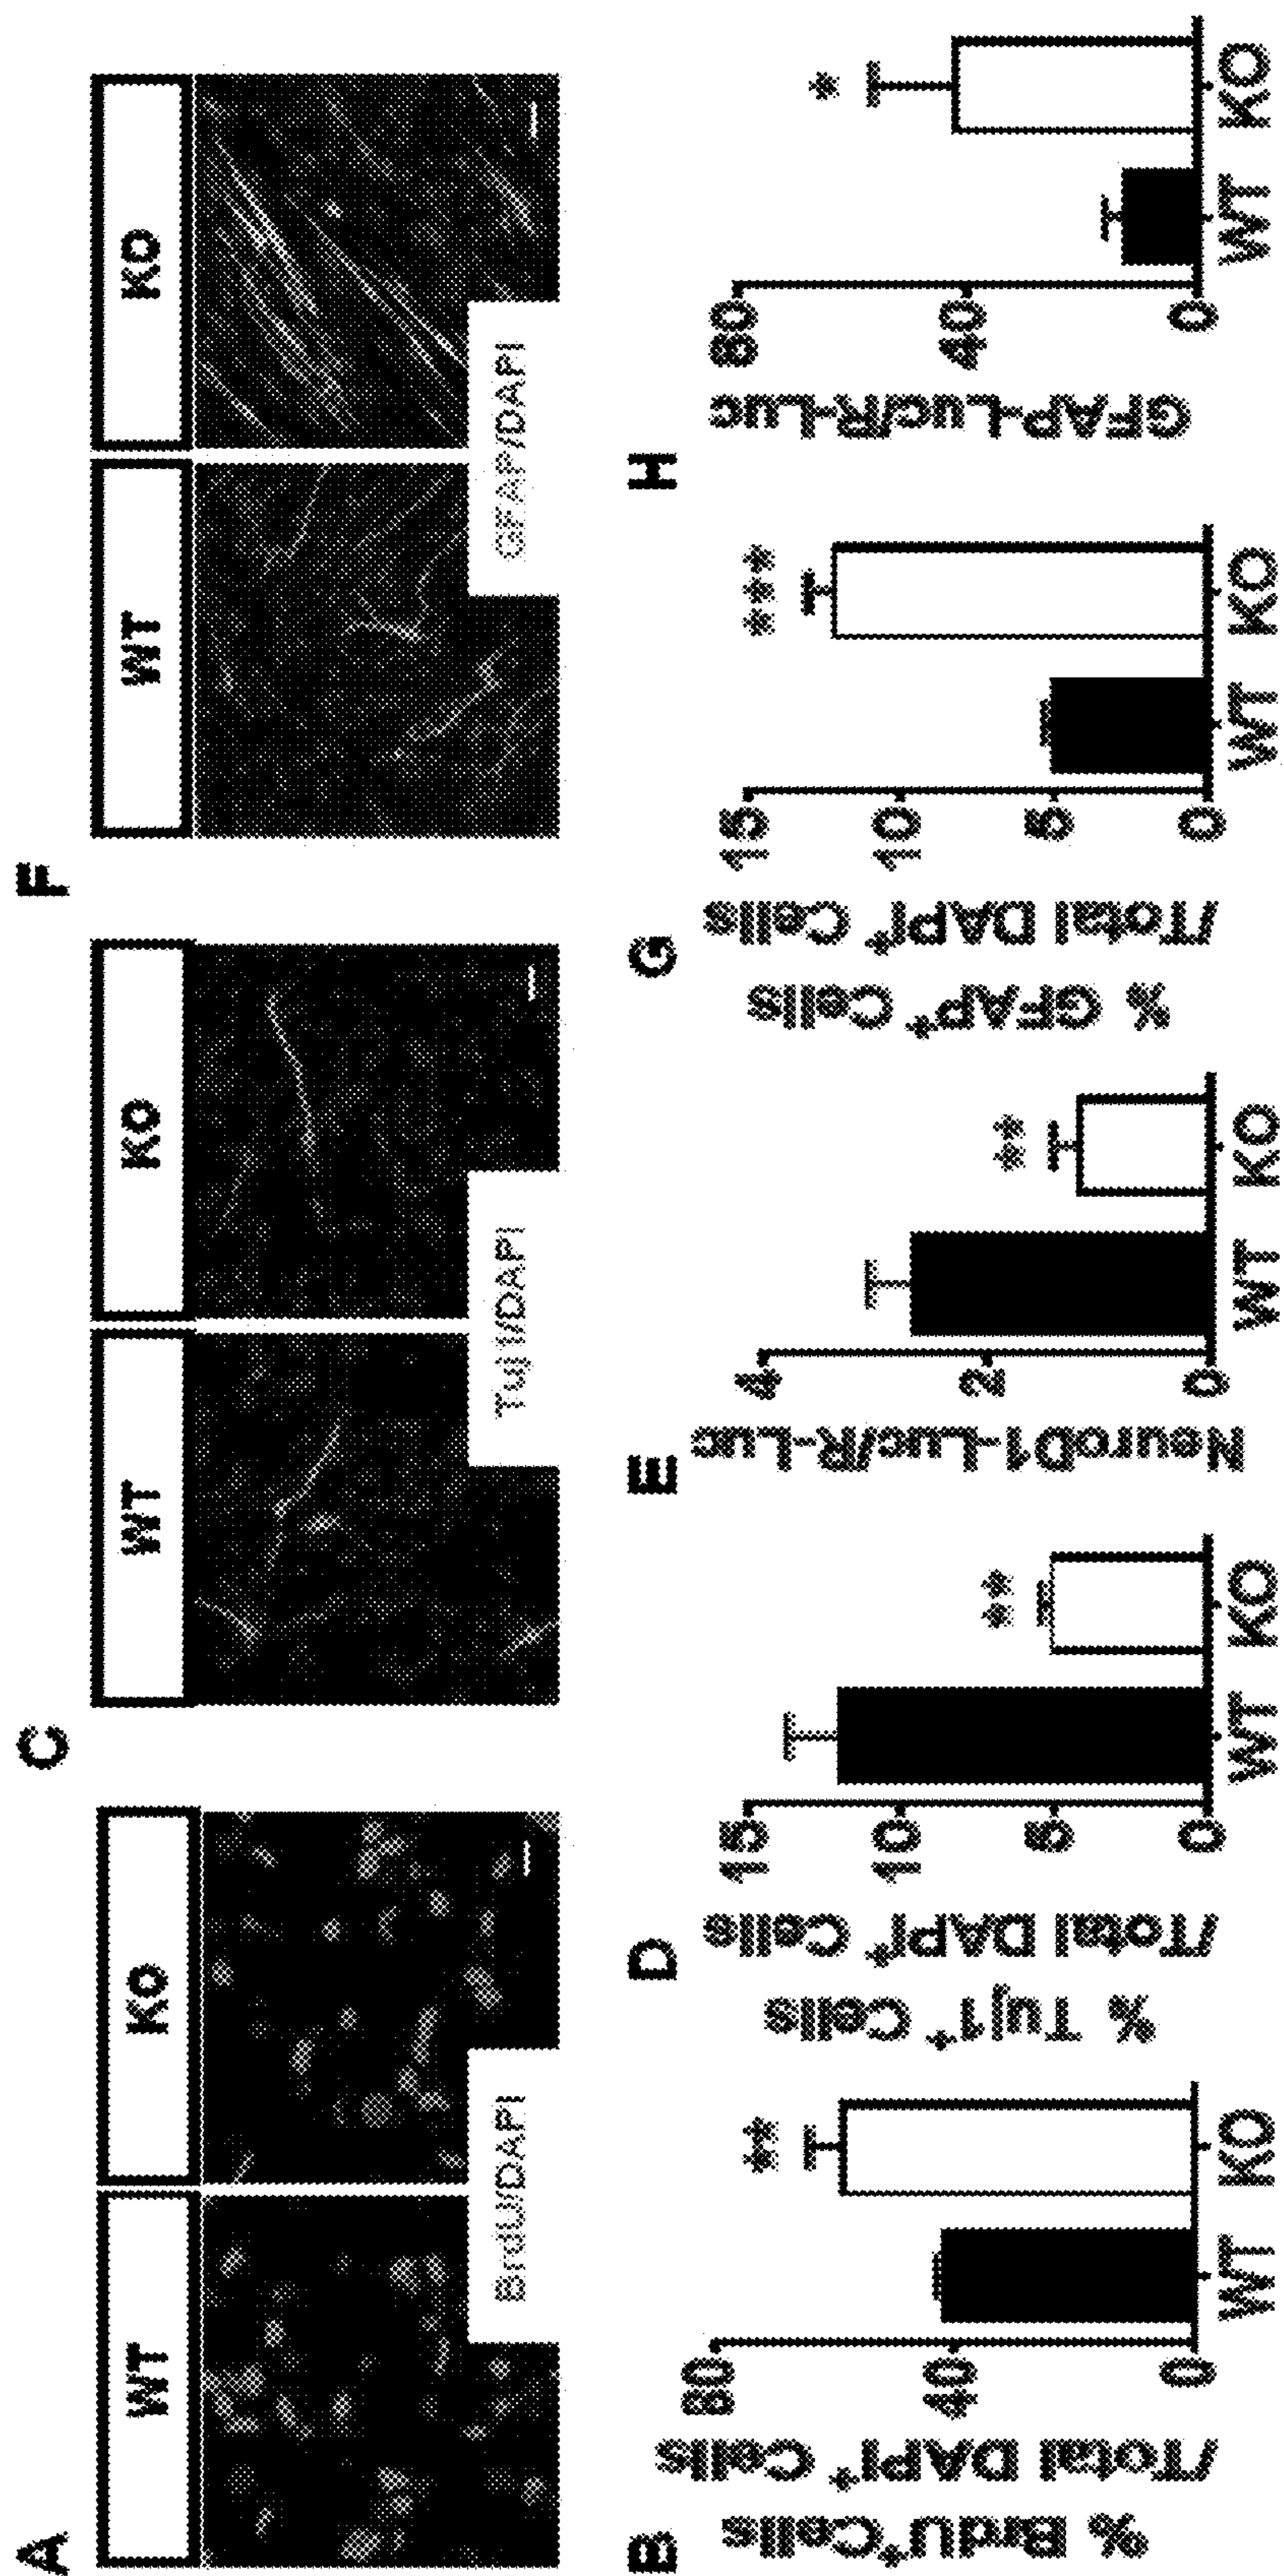 A
WT
KO
BrdU/DAPI
C
WT
KO
Tuj1/DAPI
F
WT
KO
GFAP/DAPI
B
% BrdU⁺Cells
/Total DAPI⁺ Cells
80
40
0
**
WT
KO
D
% Tuj1⁺ Cells
/Total DAPI⁺ Cells
15
10
5
0
**
WT
KO
E
NeuroD1-Luc/R-Luc
4
2
0
**
WT
KO
G
% GFAP⁺ Cells
/Total DAPI⁺ Cells
15
10
5
0
***
WT
KO
H
GFAP-Luc/R-Luc
80
40
0
*
WT
KO